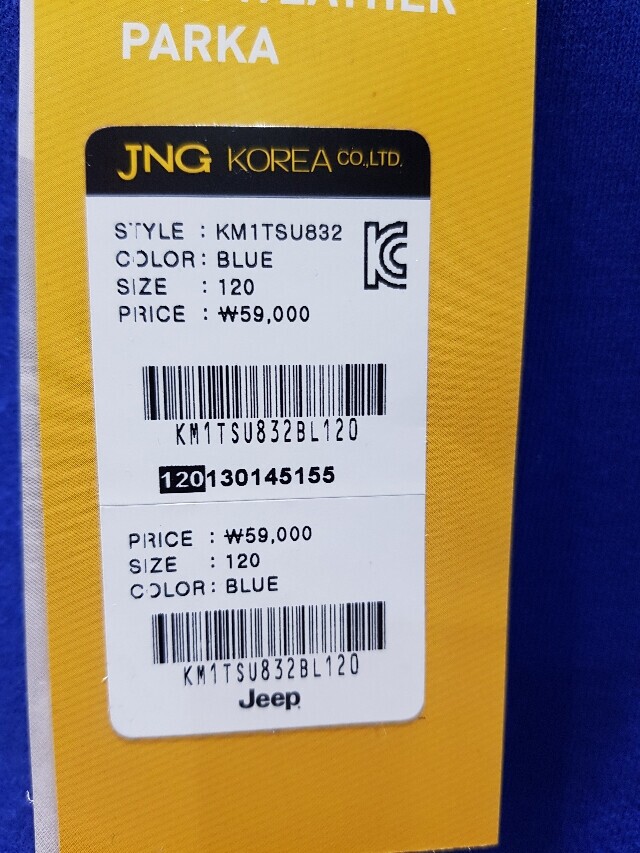 WEATHER
PARKA
JNG KOREA CO.,LTD.
STYLE : KM1TSU832
COLOR : BLUE
SIZE : 120
PRICE : ₩59,000
KM1TSU832BL120
120130145155
PRICE : ₩59,000
SIZE : 120
COLOR : BLUE
KM1TSU832BL120
Jeep